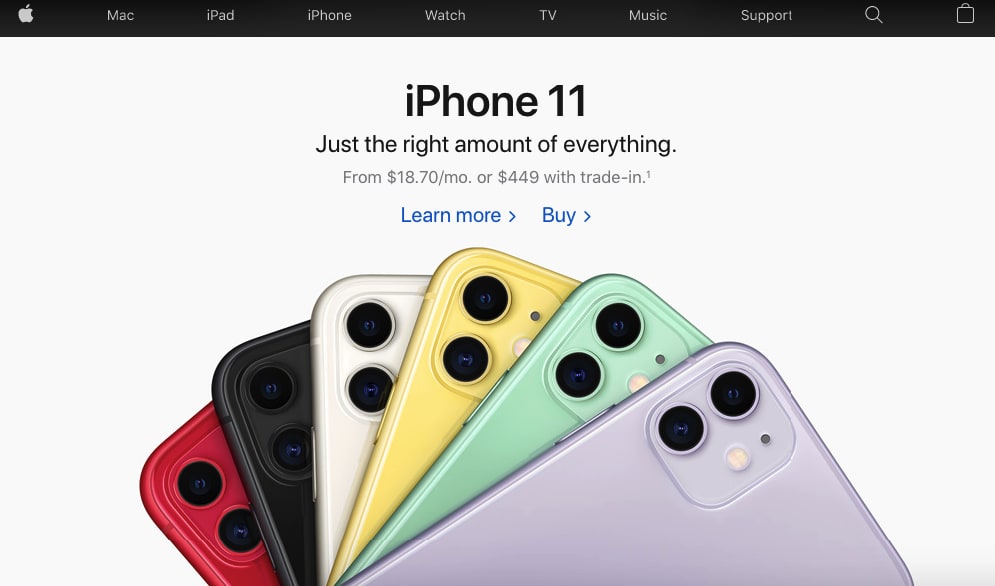 Mac iPad iPhone Watch TV Music Support
iPhone 11
Just the right amount of everything.
From $18.70/mo. or $449 with trade-in.¹
Learn more > Buy >